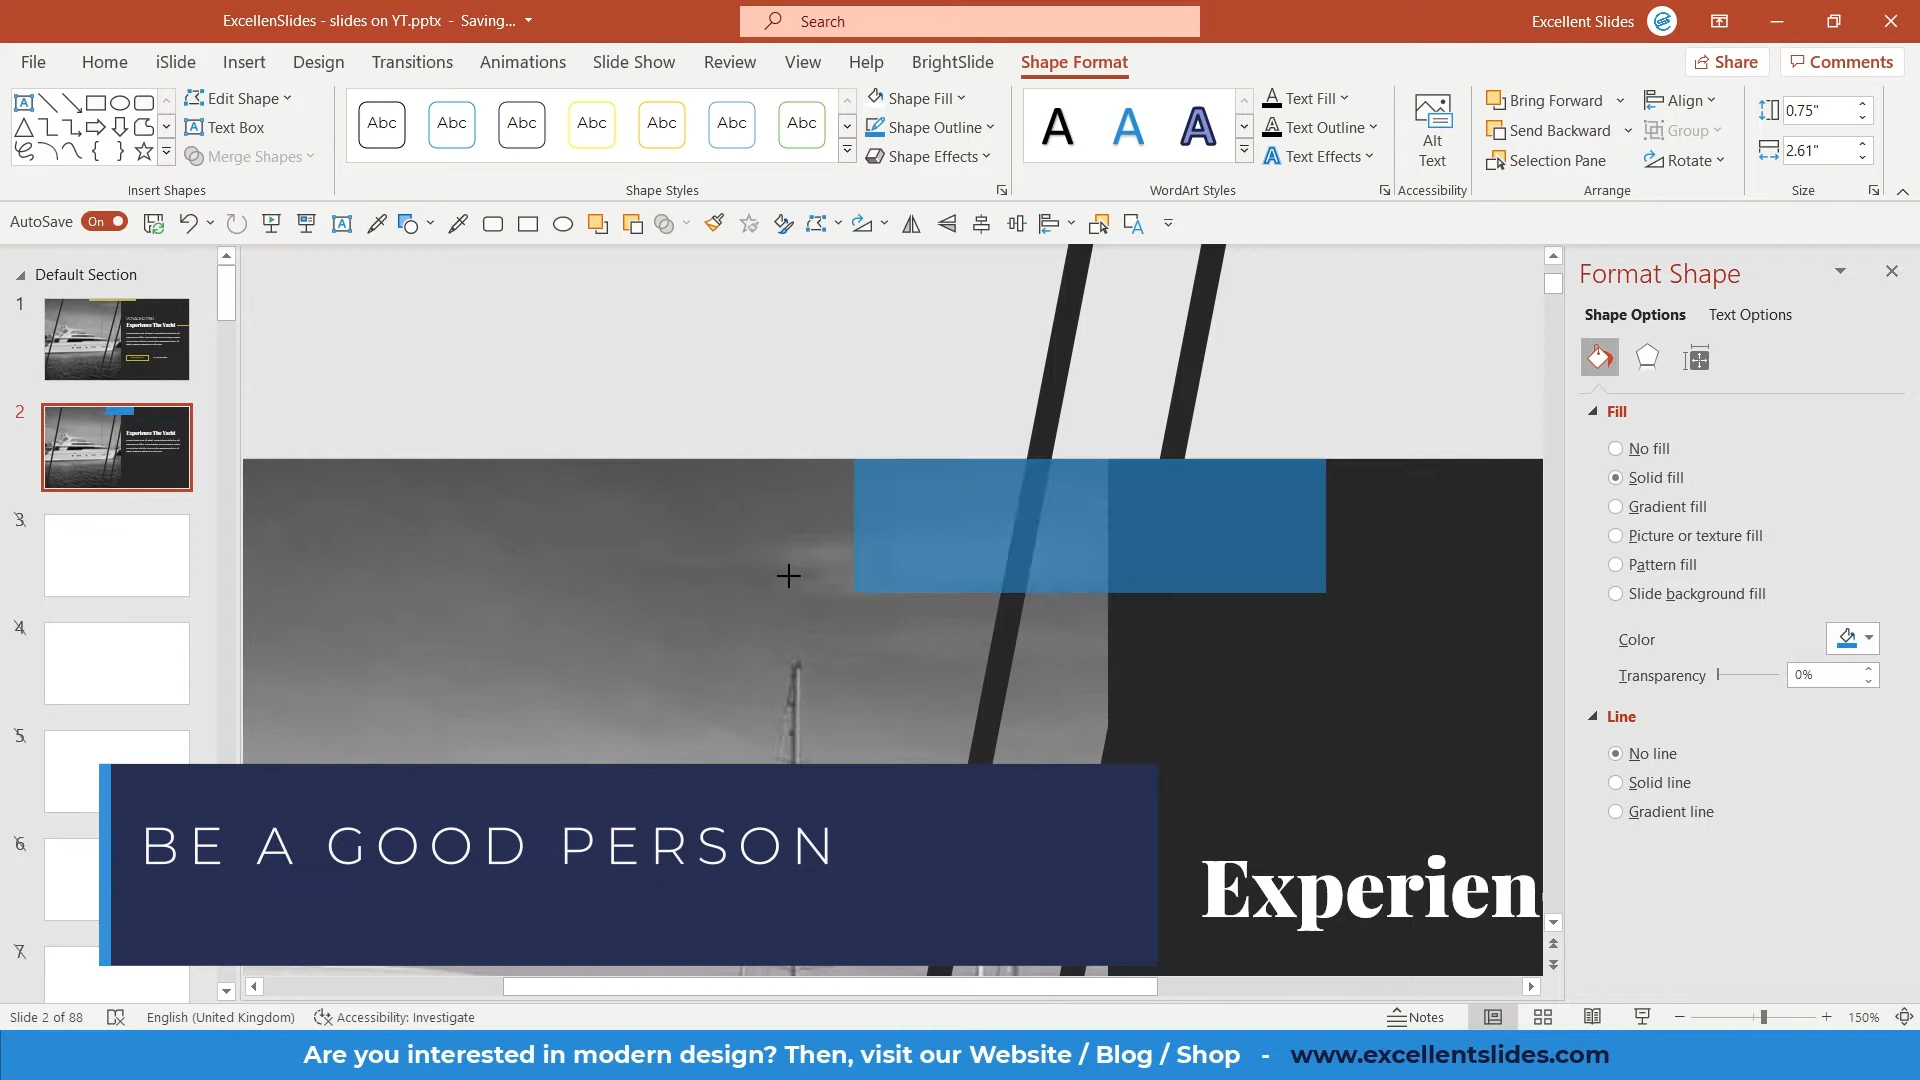 ExcellenSlides - slides on YT.pptx - Saving...
Search
Excellent Slides
File Home iSlide Insert Design Transitions Animations Slide Show Review View Help BrightSlide Shape Format
Share Comments
Edit Shape
Text Box
Merge Shapes
Insert Shapes
Abc Abc Abc Abc Abc Abc Abc
Shape Fill
Shape Outline
Shape Effects
Shape Styles
A A A
Text Fill
Text Outline
Text Effects
WordArt Styles
Alt
Text
Accessibility
Bring Forward
Send Backward
Selection Pane
Align
Group
Rotate
Arrange
0.75"
2.61"
Size
AutoSave On
Default Section
1
Experience The Yacht
2
Experience The Yacht
3
4
5
6
7
BE A GOOD PERSON
Experien
Format Shape
Shape Options Text Options
Fill
No fill
Solid fill
Gradient fill
Picture or texture fill
Pattern fill
Slide background fill
Color
Transparency 0%
Line
No line
Solid line
Gradient line
Slide 2 of 88 English (United Kingdom) Accessibility: Investigate Notes 150%
Are you interested in modern design? Then, visit our Website / Blog / Shop - www.excellentslides.com